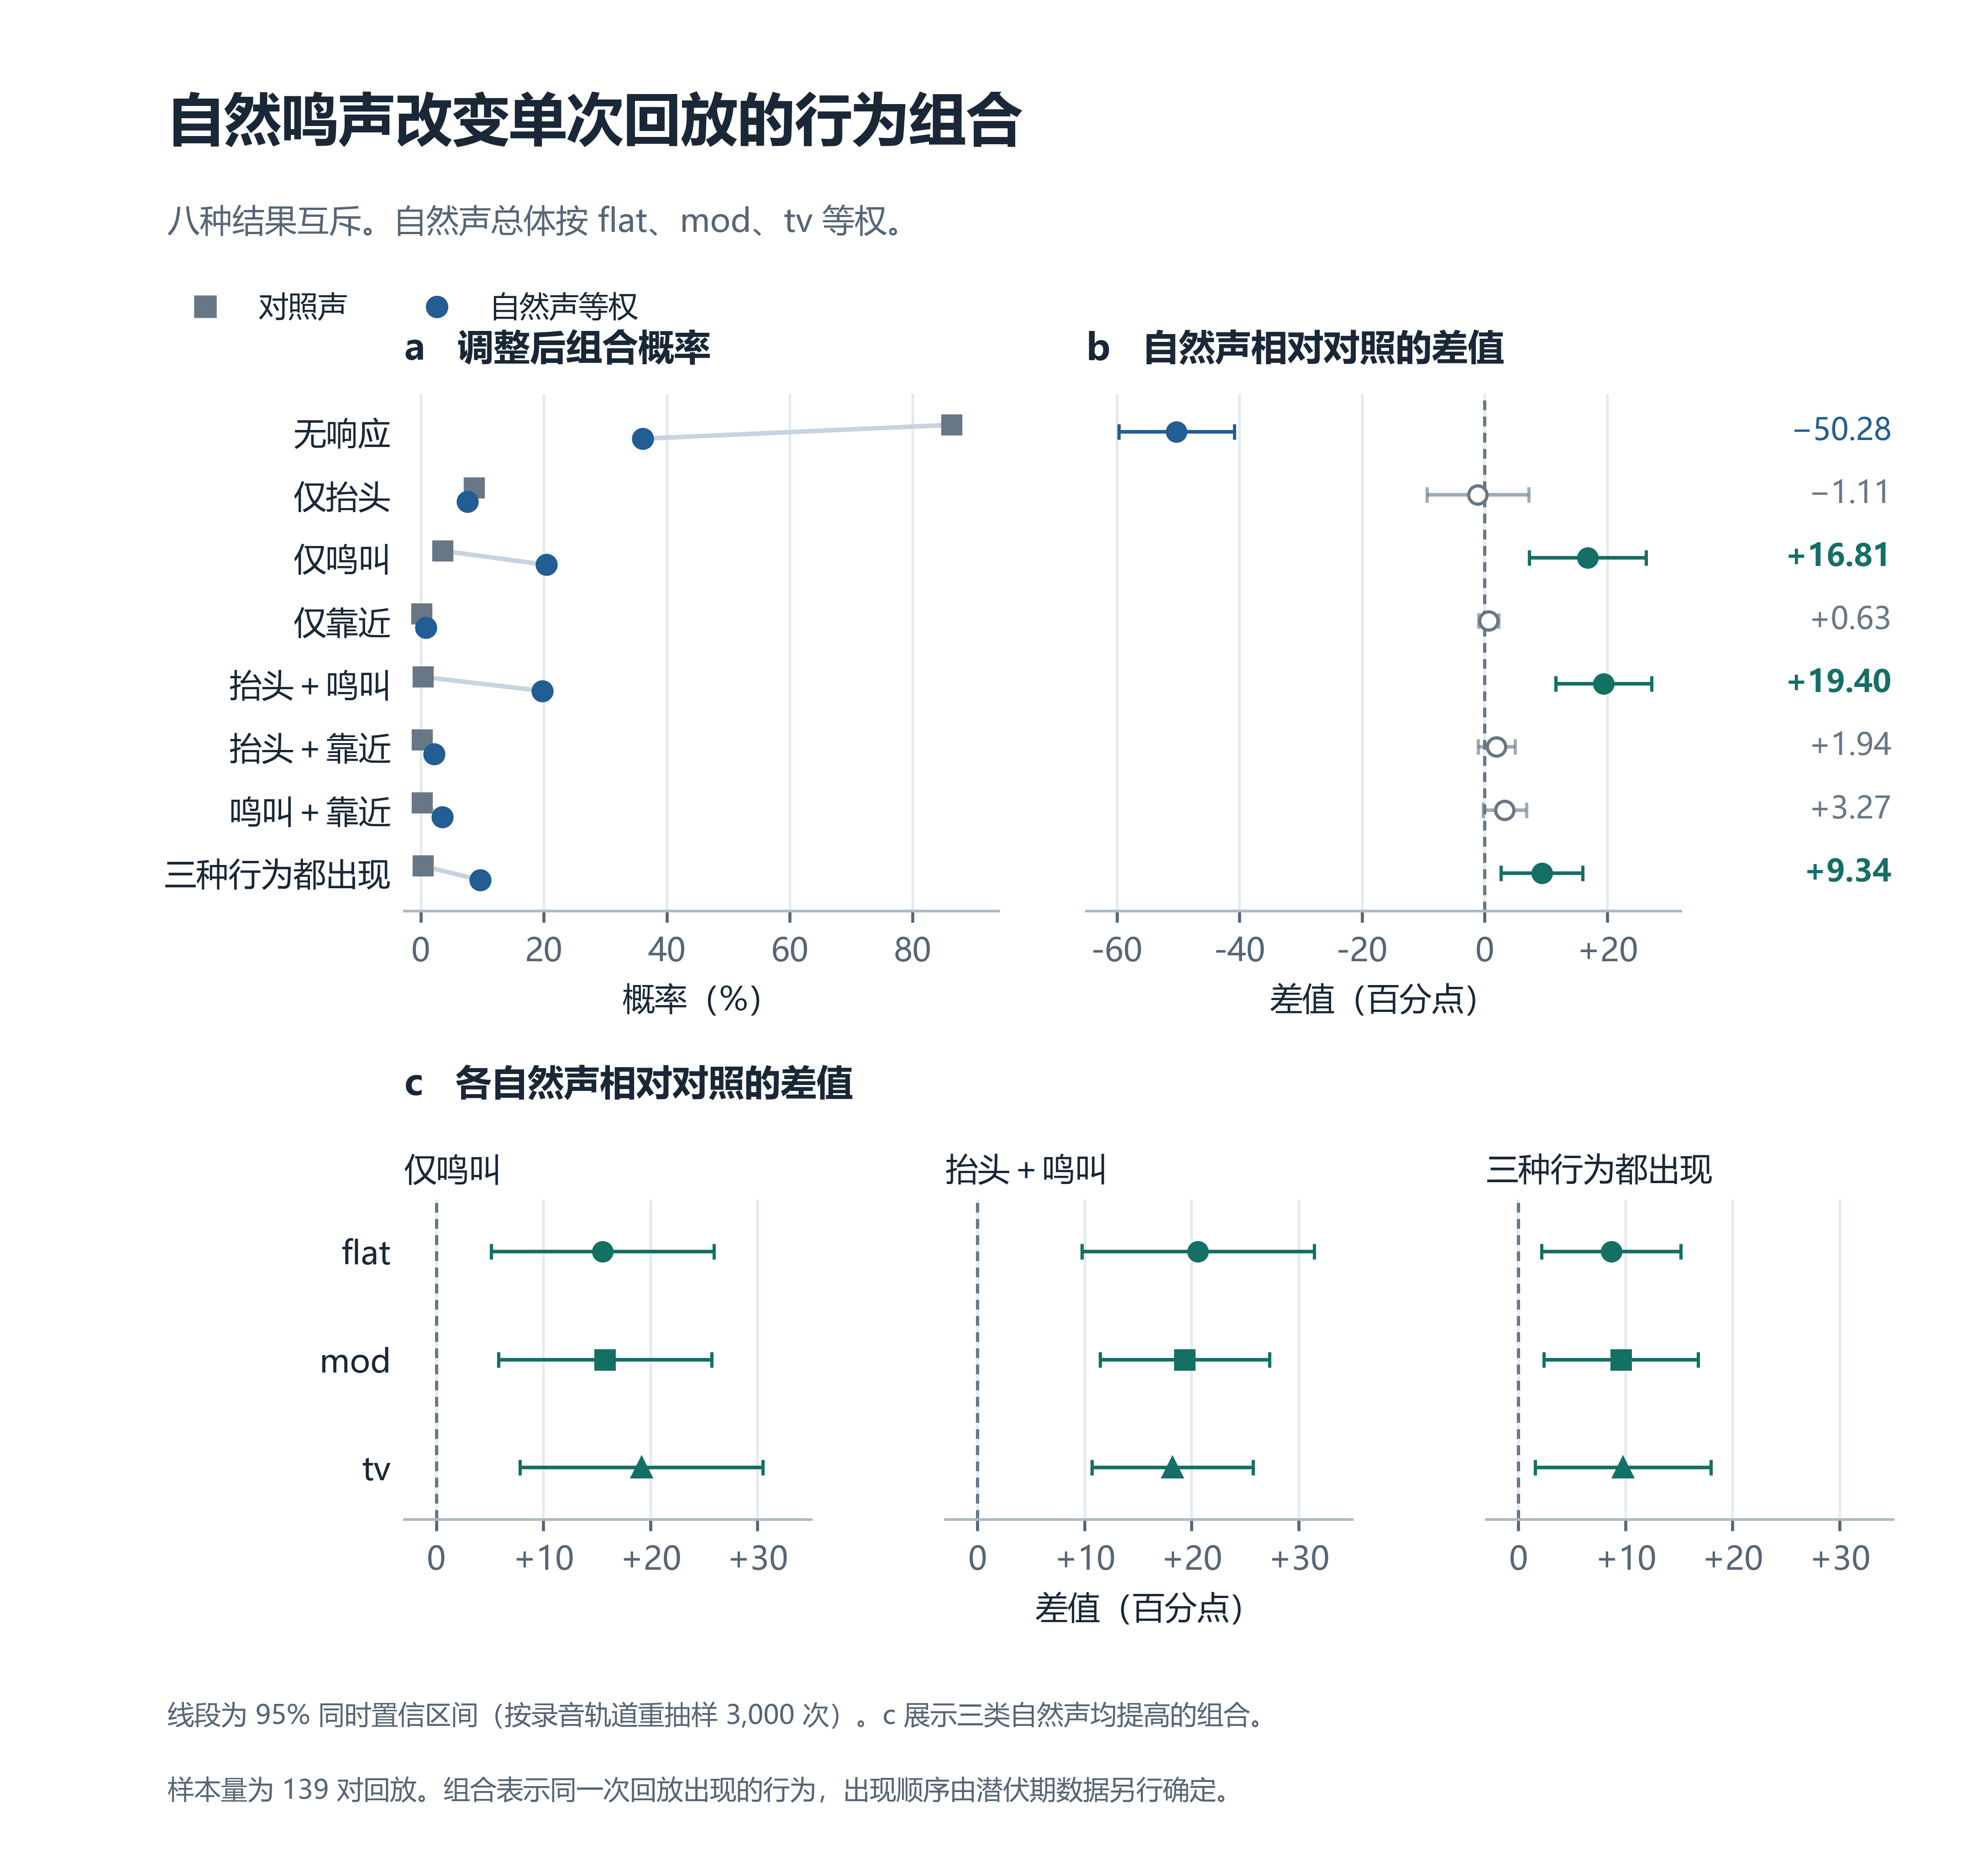 自然鸣声改变单次回放的行为组合
八种结果互斥。自然声总体按 flat、mod、tv 等权。
对照声 自然声等权
a 调整后组合概率
无响应
仅抬头
仅鸣叫
仅靠近
抬头 + 鸣叫
抬头 + 靠近
鸣叫 + 靠近
三种行为都出现
0 20 40 60 80
概率（%）
b 自然声相对对照的差值
−50.28
−1.11
+16.81
+0.63
+19.40
+1.94
+3.27
+9.34
-60 -40 -20 0 +20
差值（百分点）
c 各自然声相对对照的差值
仅鸣叫 抬头 + 鸣叫 三种行为都出现
flat
mod
tv
0 +10 +20 +30 0 +10 +20 +30 0 +10 +20 +30
差值（百分点）
线段为 95% 同时置信区间（按录音轨道重抽样 3,000 次）。c 展示三类自然声均提高的组合。
样本量为 139 对回放。组合表示同一次回放出现的行为，出现顺序由潜伏期数据另行确定。